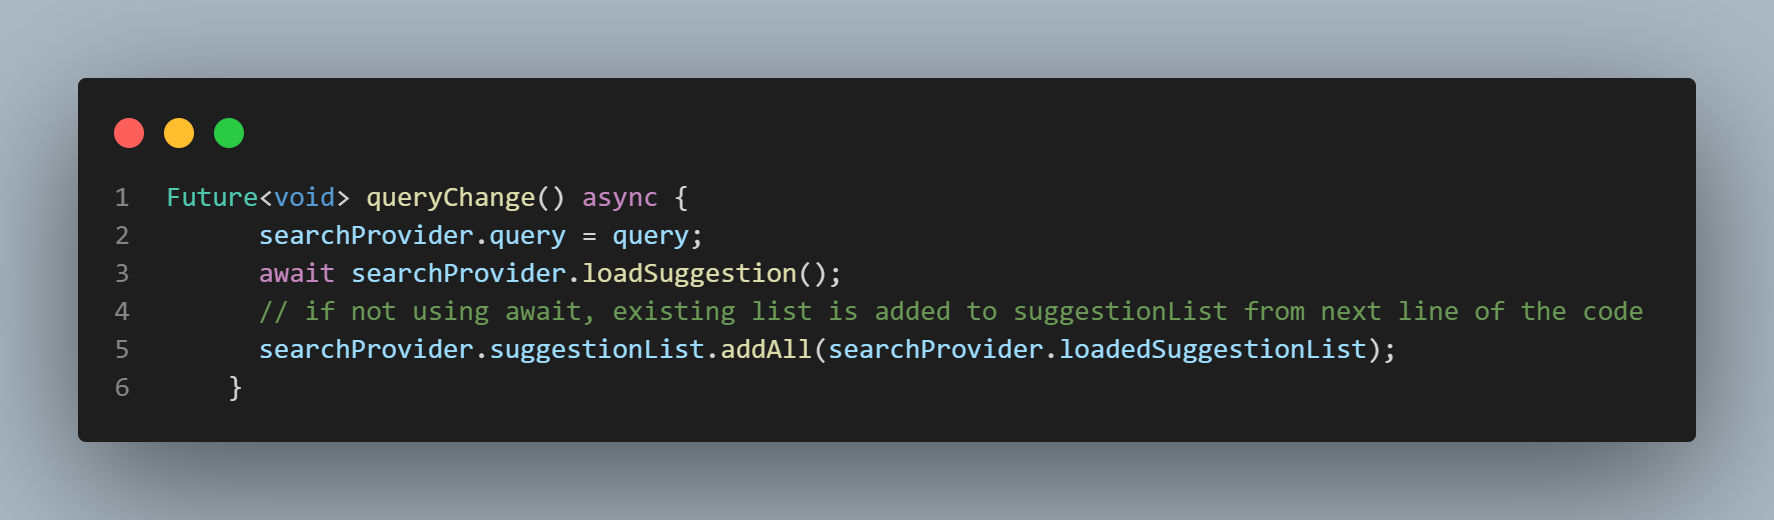 1 Future<void> queryChange() async {
2 searchProvider.query = query;
3 await searchProvider.loadSuggestion();
4 // if not using await, existing list is added to suggestionList from next line of the code
5 searchProvider.suggestionList.addAll(searchProvider.loadedSuggestionList);
6 }